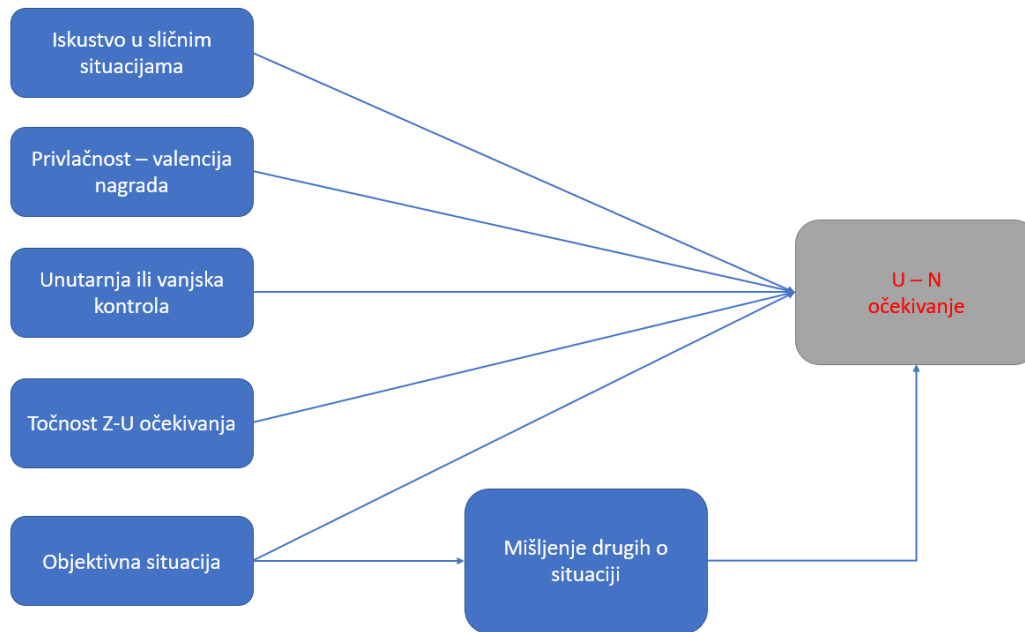 Iskustvo u sličnim
situacijama
Privlačnost – valencija
nagrada
Unutarnja ili vanjska
kontrola
U – N
očekivanje
Točnost Z-U očekivanja
Objektivna situacija
Mišljenje drugih o
situaciji